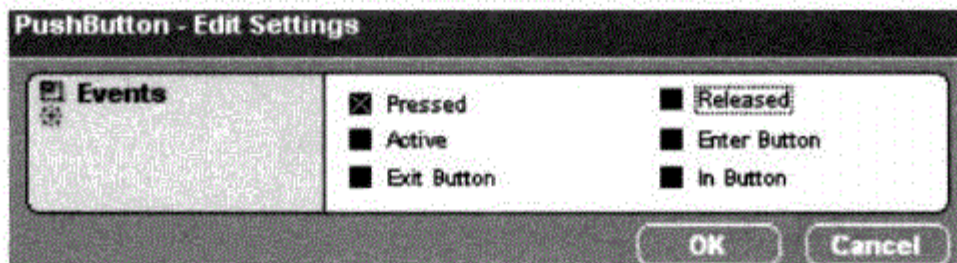 PushButton - Edit Settings
Events
Pressed
Released
Active
Enter Button
Exit Button
In Button
OK
Cancel